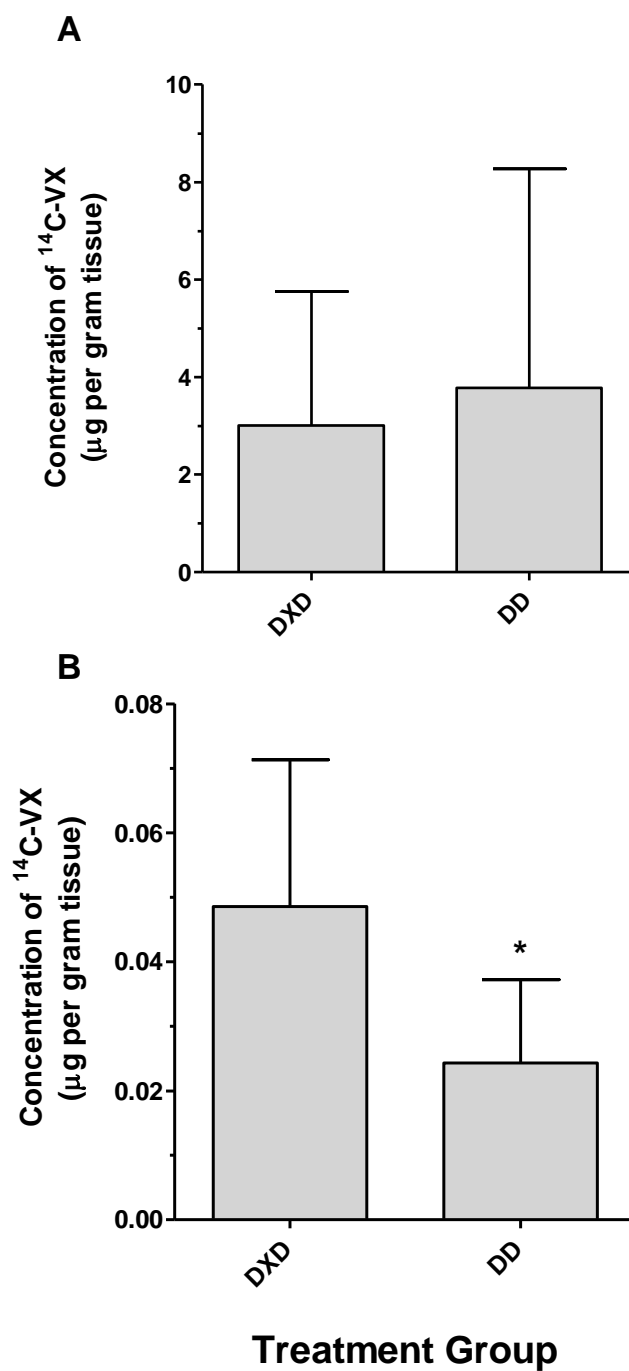 A
Concentration of ¹⁴C-VX
(μg per gram tissue)
10
8
6
4
2
0
DXD
DD
B
Concentration of ¹⁴C-VX
(μg per gram tissue)
0.08
0.06
0.04
0.02
0.00
*
DXD
DD
Treatment Group